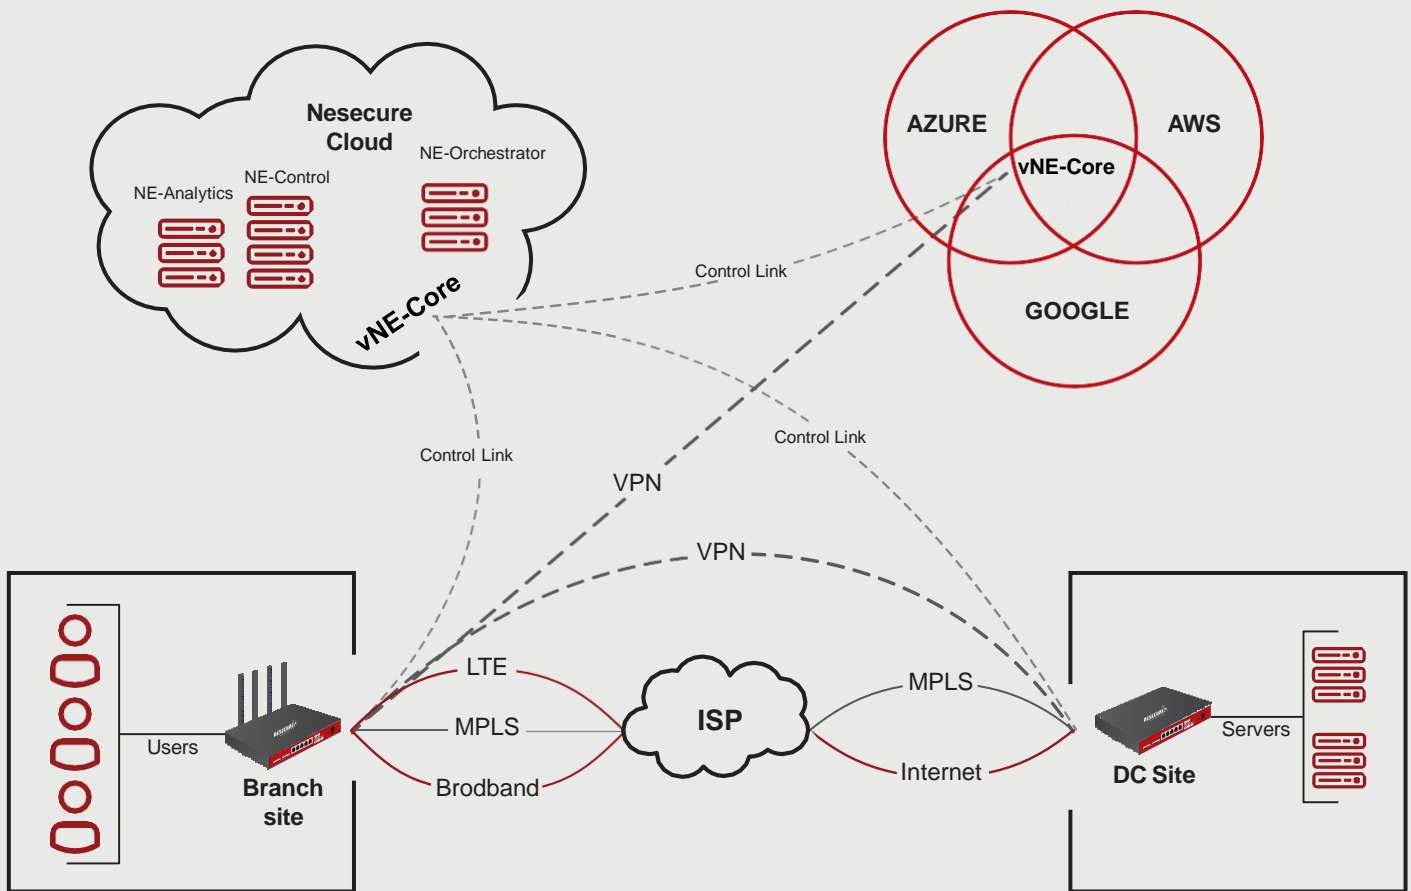 Nesecure
Cloud
NE-Analytics
NE-Control
NE-Orchestrator
vNE-Core
AZURE
AWS
vNE-Core
GOOGLE
Control Link
Control Link
Control Link
VPN
VPN
LTE
MPLS
Brodband
ISP
MPLS
Internet
Users
Branch
site
DC Site
Servers